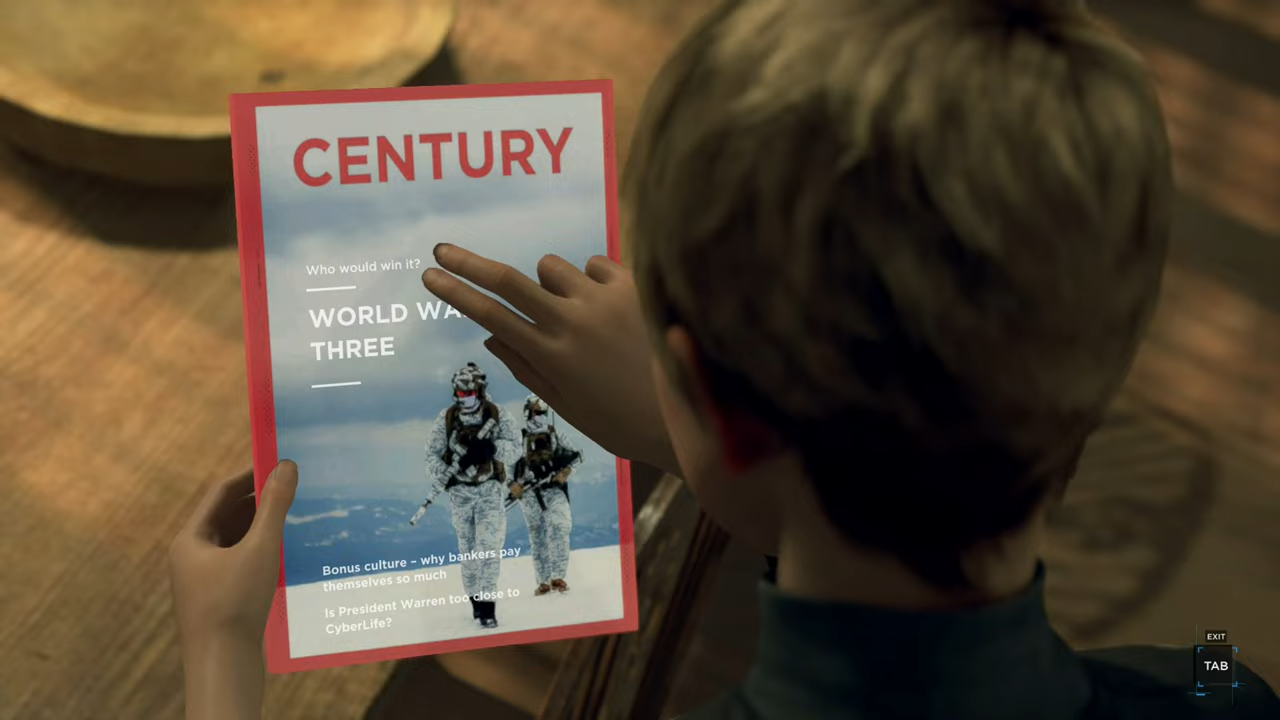 CENTURY
Who would win it?
WORLD WA
THREE
Bonus culture – why bankers pay
themselves so much
Is President Warren too close to
CyberLife?
EXIT
TAB